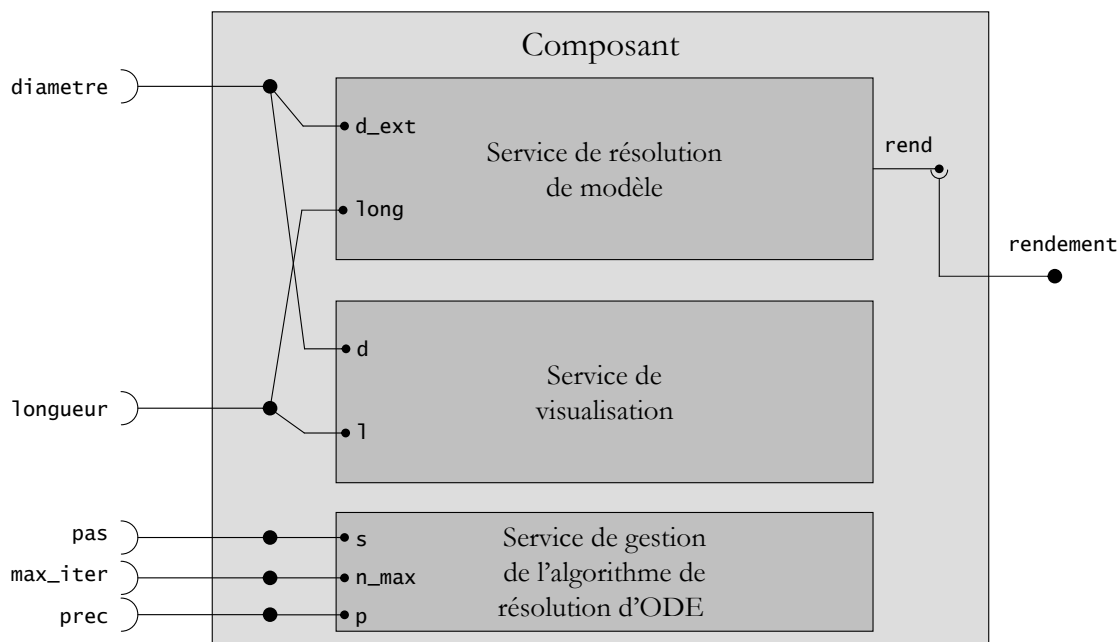 Composant
diametre
d_ext
Service de résolution
de modèle
rend
long
rendement
d
Service de
visualisation
longueur
l
pas
s
Service de gestion
de l’algorithme de
résolution d’ODE
max_iter
n_max
prec
p